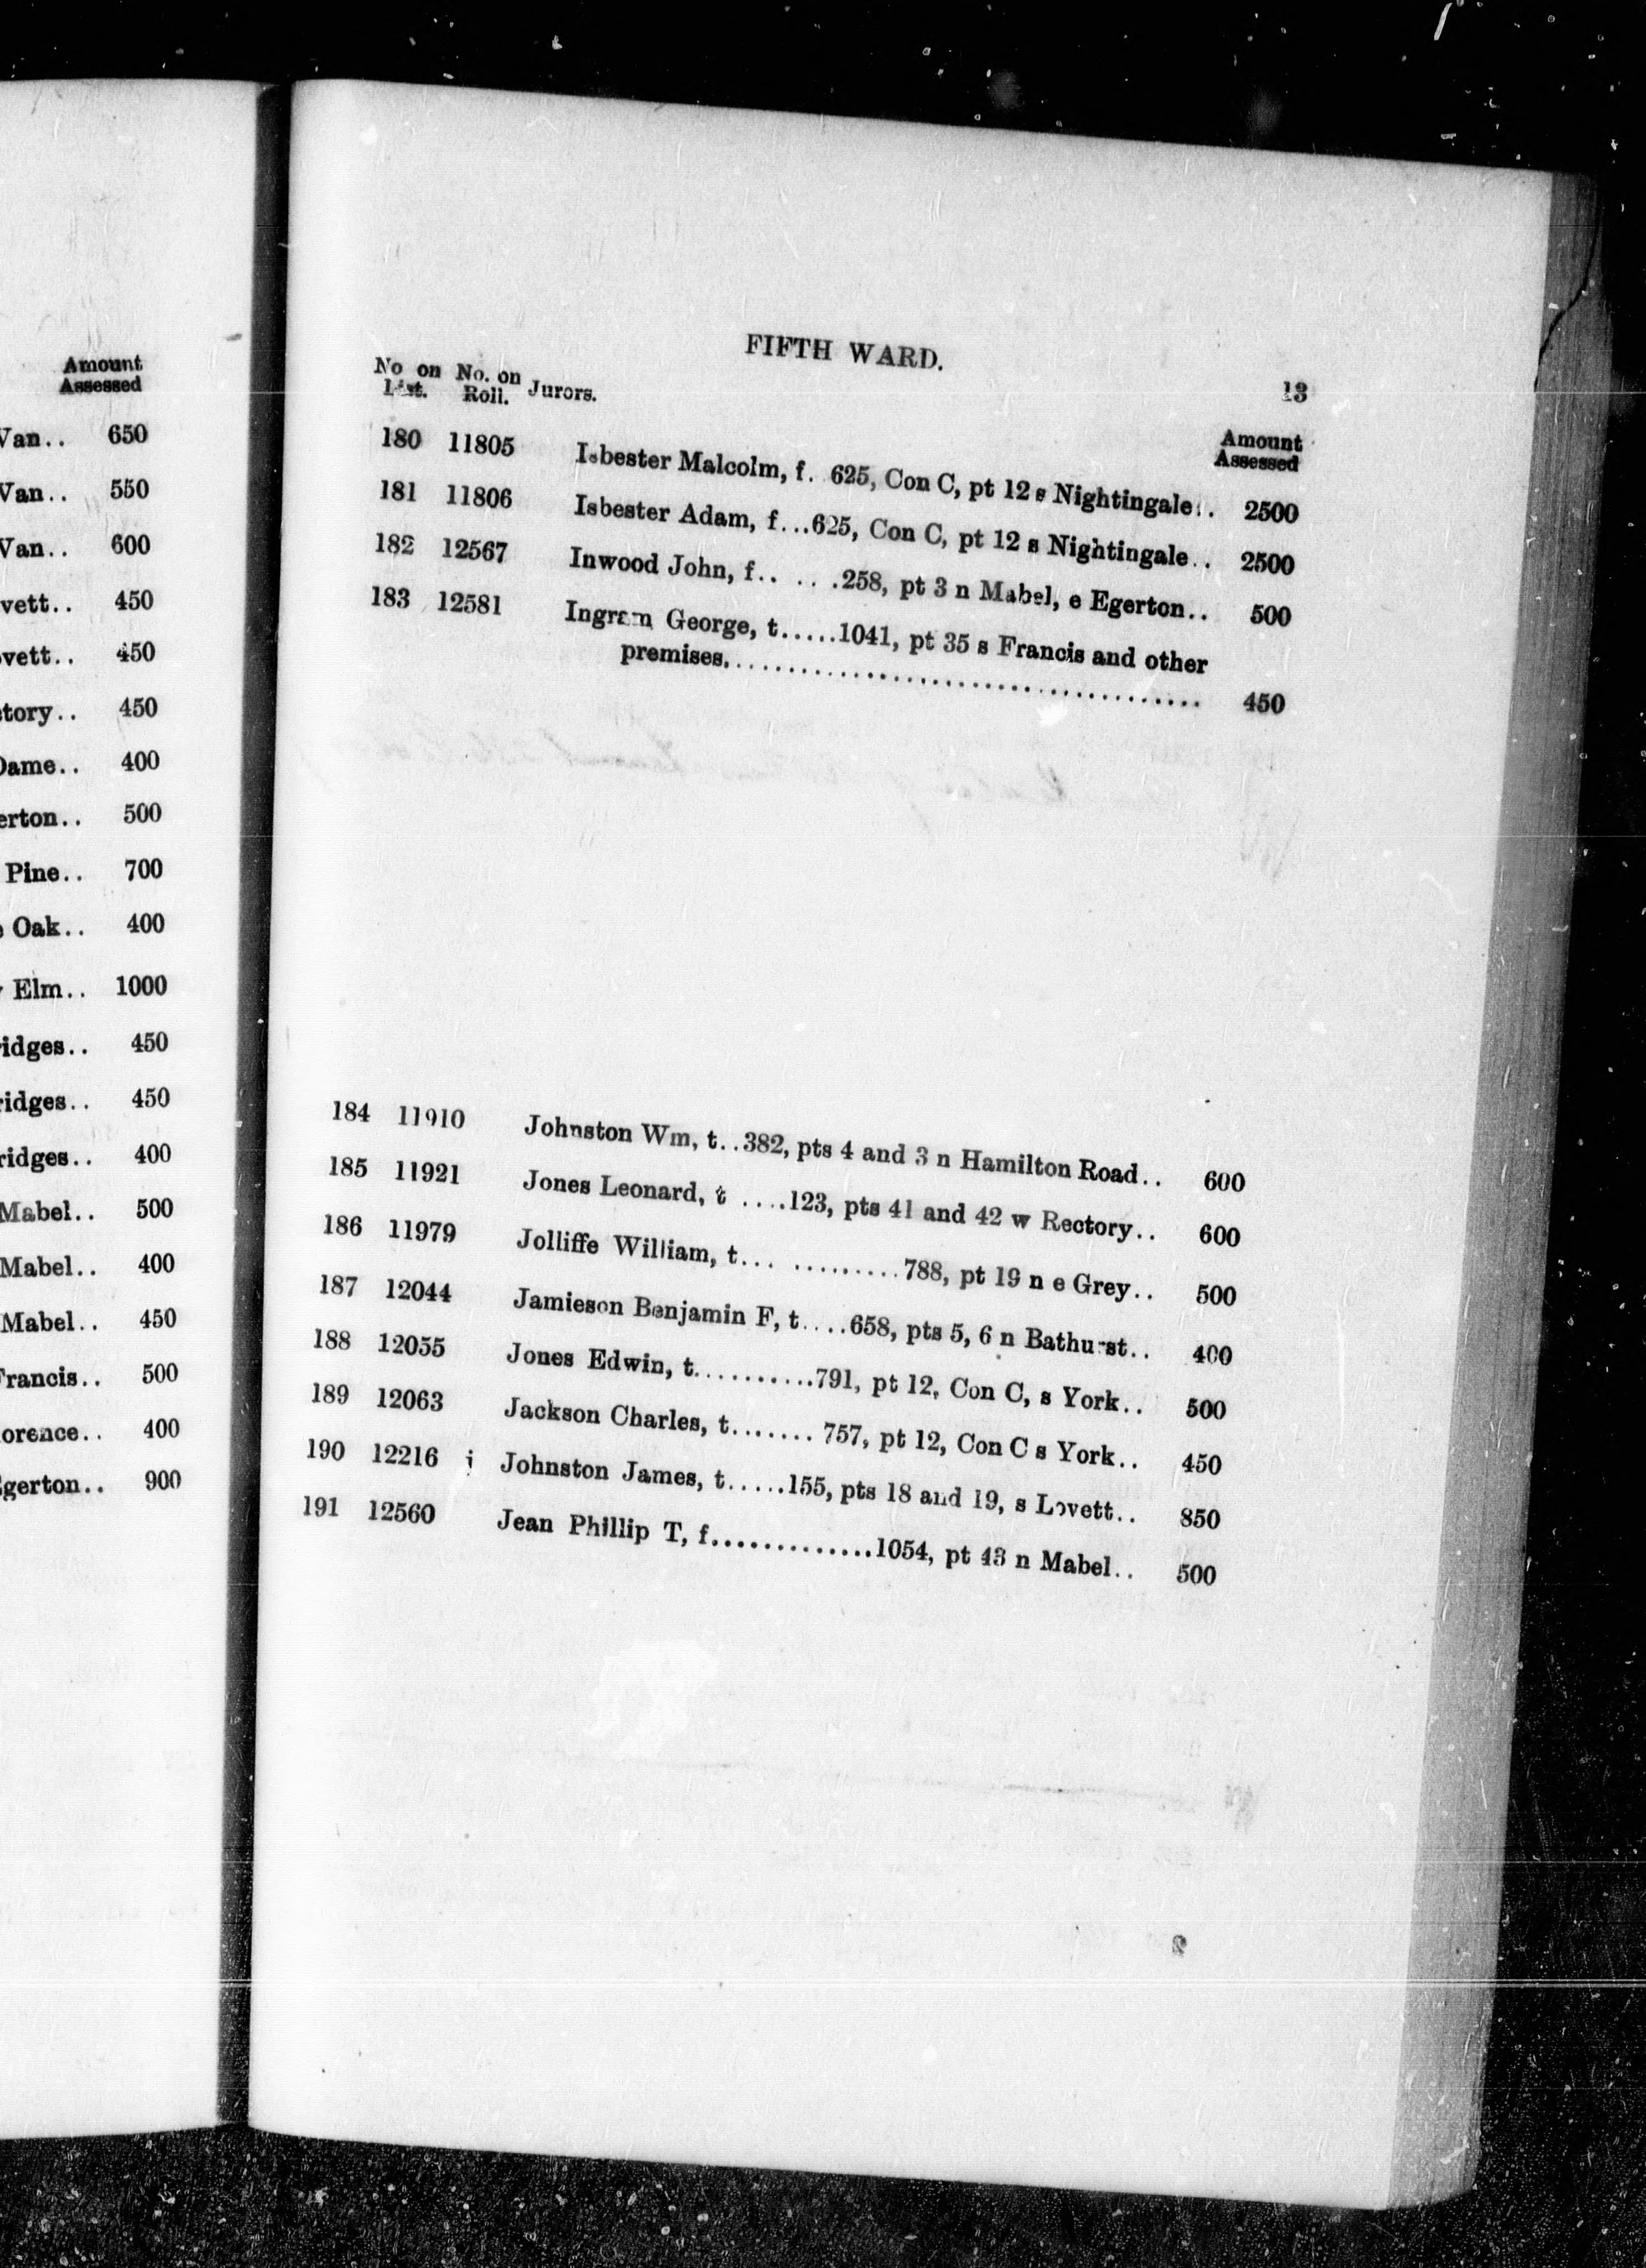 Amount
Assessed
Van.. 650
Van.. 550
Van.. 600
vett.. 450
vett.. 450
ctory.. 450
Dame.. 400
erton.. 500
Pine.. 700
e Oak.. 400
Elm.. 1000
ridges.. 450
ridges.. 450
ridges.. 400
Mabel.. 500
Mabel.. 400
Mabel.. 450
Francis.. 500
orence.. 400
Egerton.. 900
FIFTH WARD.
13
No on List. No. on Roll. Jurors.
Amount
Assessed
180 11805 Isbester Malcolm, f. 625, Con C, pt 12 s Nightingale.. 2500
181 11806 Isbester Adam, f...625, Con C, pt 12 s Nightingale.. 2500
182 12567 Inwood John, f.. ...258, pt 3 n Mabel, e Egerton.. 500
183 12581 Ingram George, t.....1041, pt 35 s Francis and other
premises........................................ 450
184 11910 Johnston Wm, t..382, pts 4 and 3 n Hamilton Road.. 600
185 11921 Jones Leonard, t ....123, pts 41 and 42 w Rectory.. 600
186 11979 Jolliffe William, t... .........788, pt 19 n e Grey.. 500
187 12044 Jamieson Benjamin F, t....658, pts 5, 6 n Bathurst.. 400
188 12055 Jones Edwin, t..........791, pt 12, Con C, s York.. 500
189 12063 Jackson Charles, t....... 757, pt 12, Con C s York.. 450
190 12216 i Johnston James, t.....155, pts 18 and 19, s Lovett.. 850
191 12560 Jean Phillip T, f..............1054, pt 43 n Mabel.. 500